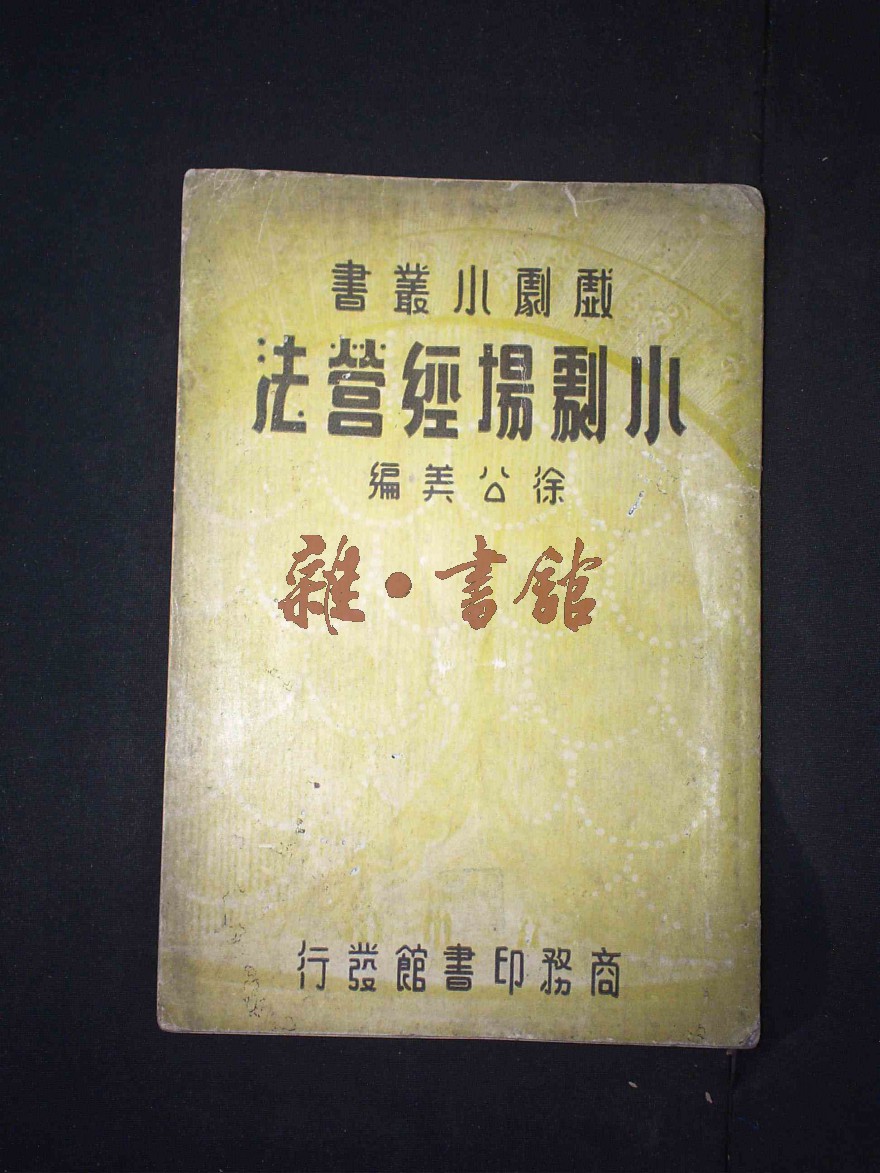 戲劇小叢書
小劇場經營法
徐公美編
雜·書館
商務印書館發行